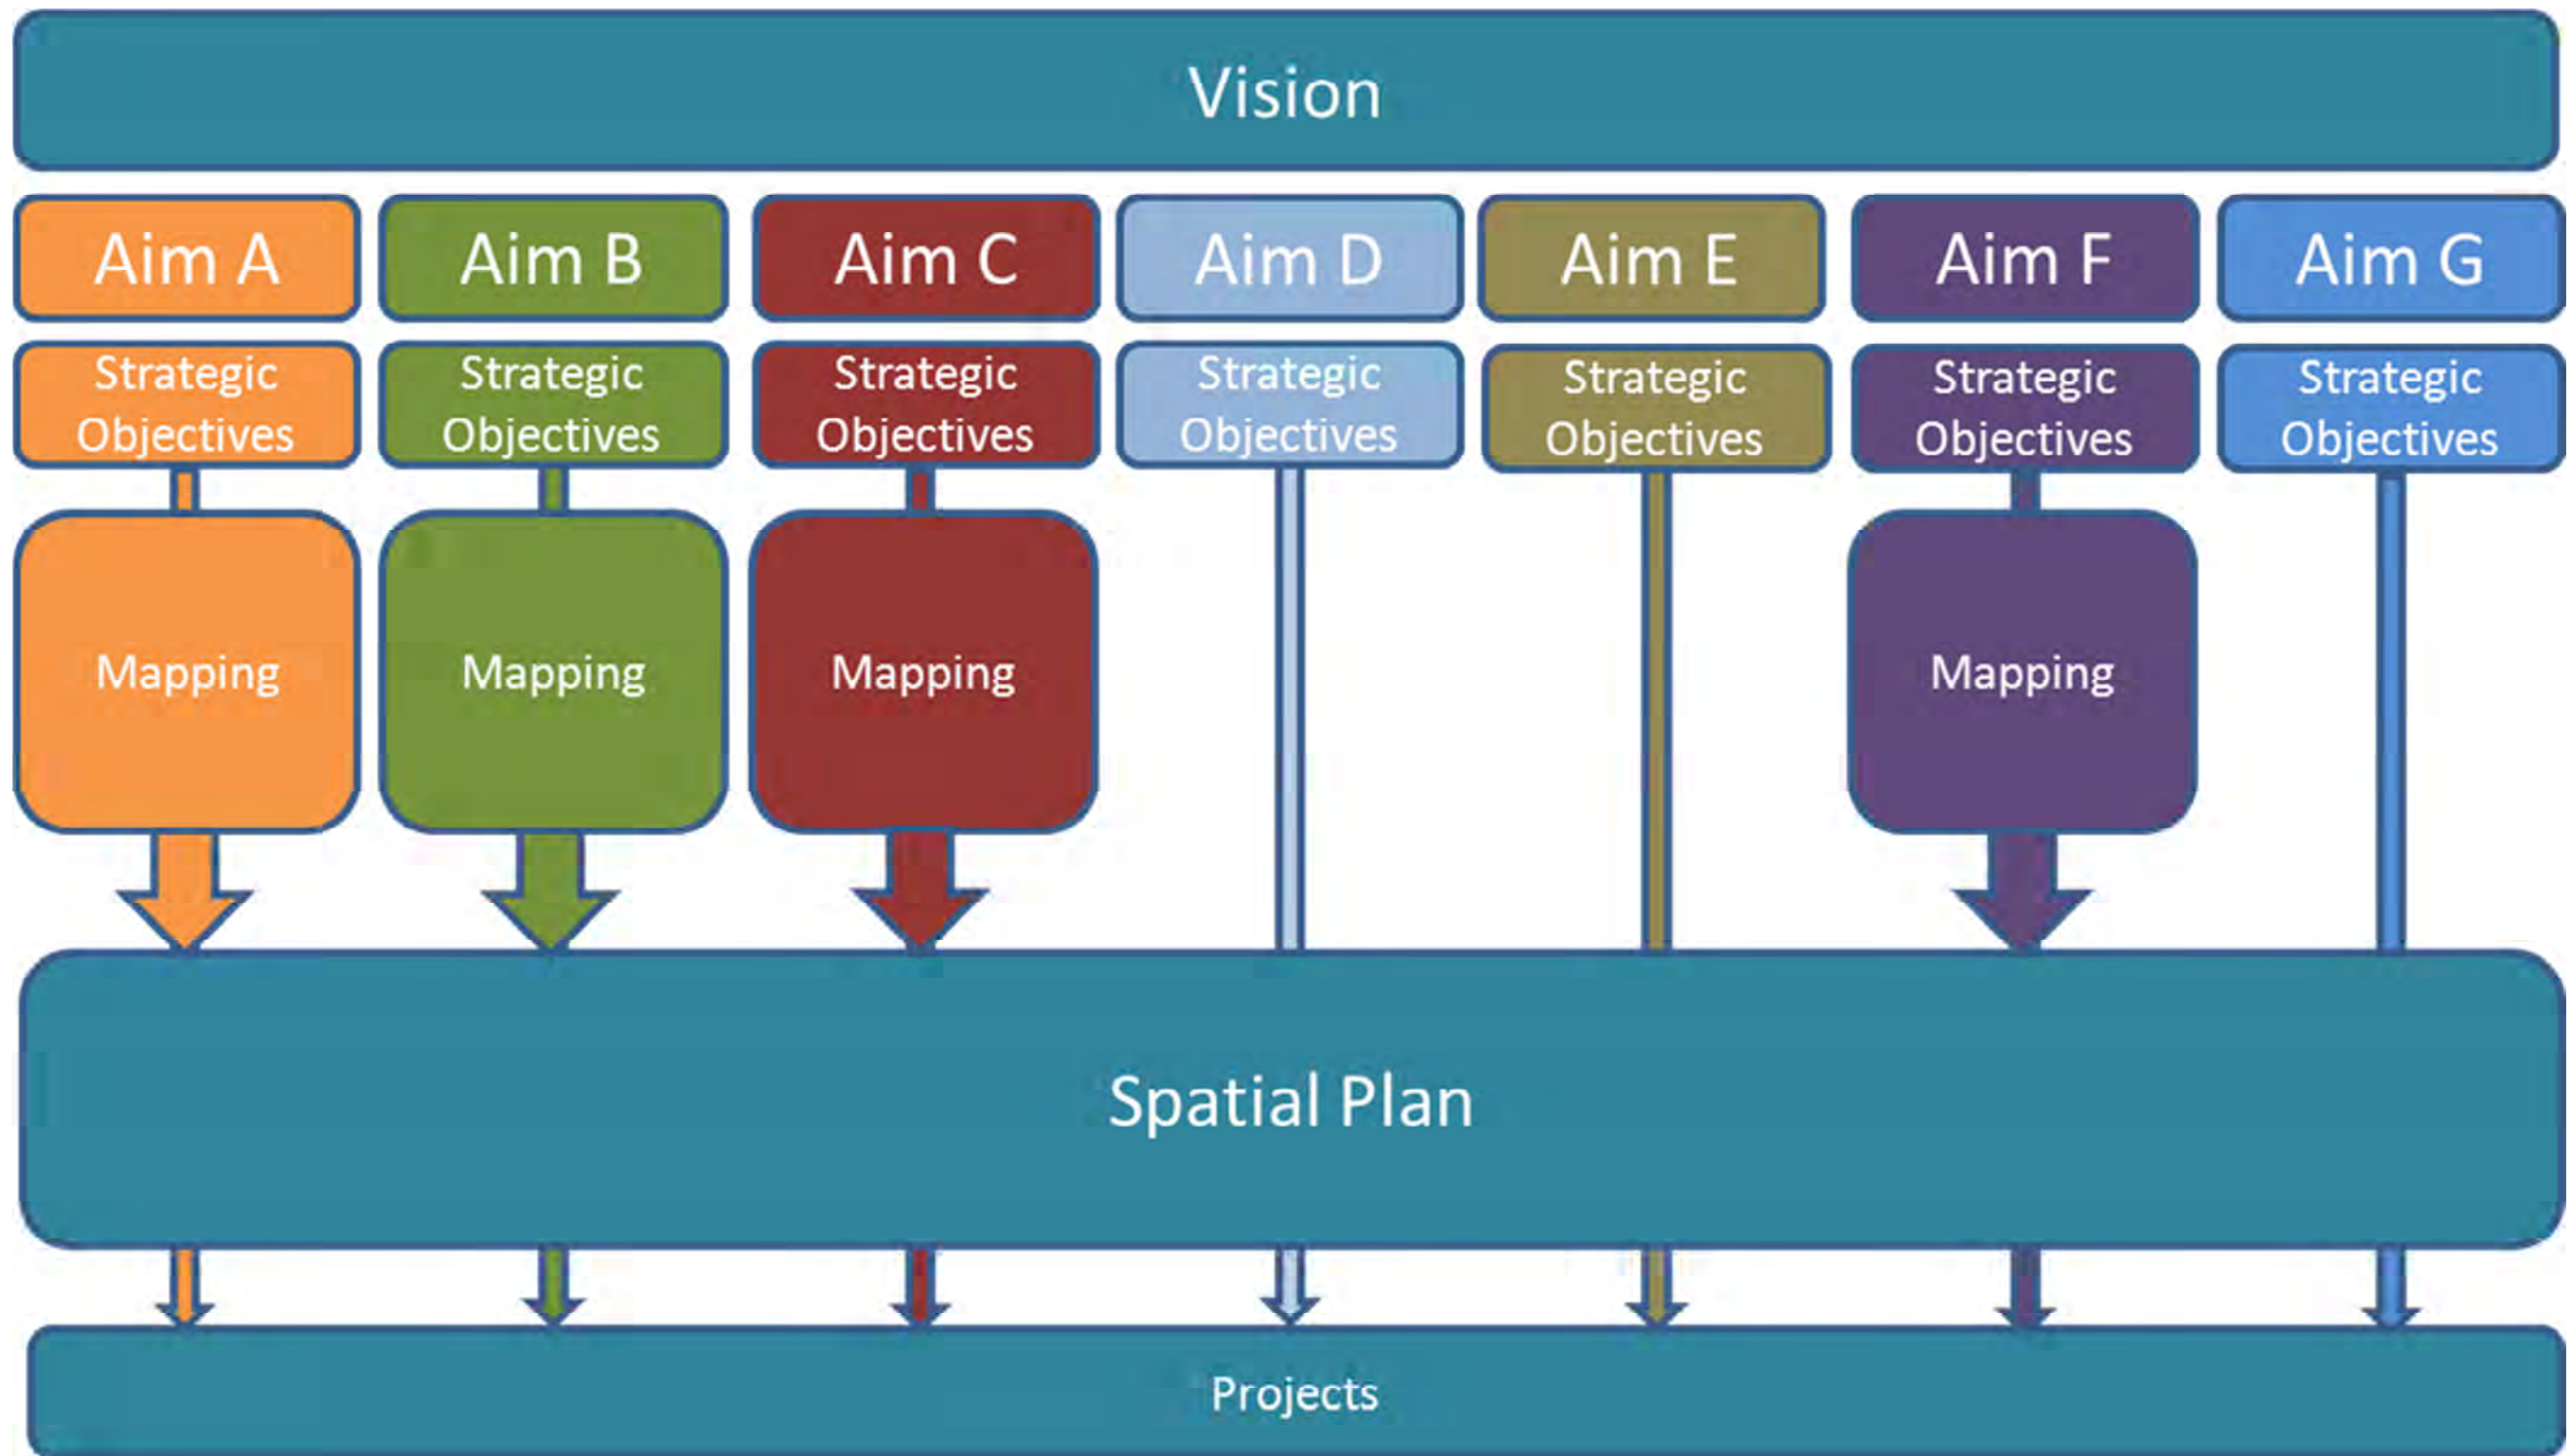 Vision
Aim A
Aim B
Aim C
Aim D
Aim E
Aim F
Aim G
Strategic
Objectives
Strategic
Objectives
Strategic
Objectives
Strategic
Objectives
Strategic
Objectives
Strategic
Objectives
Strategic
Objectives
Mapping
Mapping
Mapping
Mapping
Spatial Plan
Projects